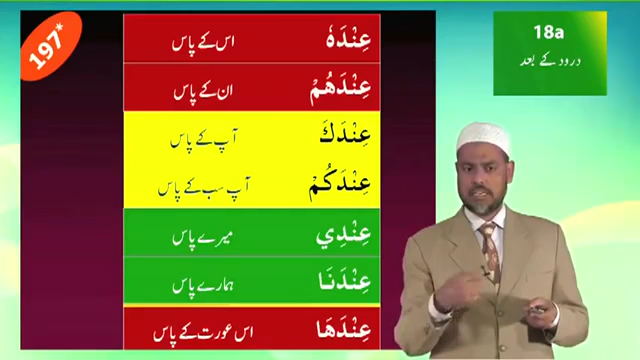 197*
18a
درود کے بعد
عِنْدَهٗ اس کے پاس
عِنْدَهُمْ ان کے پاس
عِنْدَكَ آپ کے پاس
عِنْدَكُمْ آپ سب کے پاس
عِنْدِي میرے پاس
عِنْدَنَا ہمارے پاس
عِنْدَهَا اس عورت کے پاس